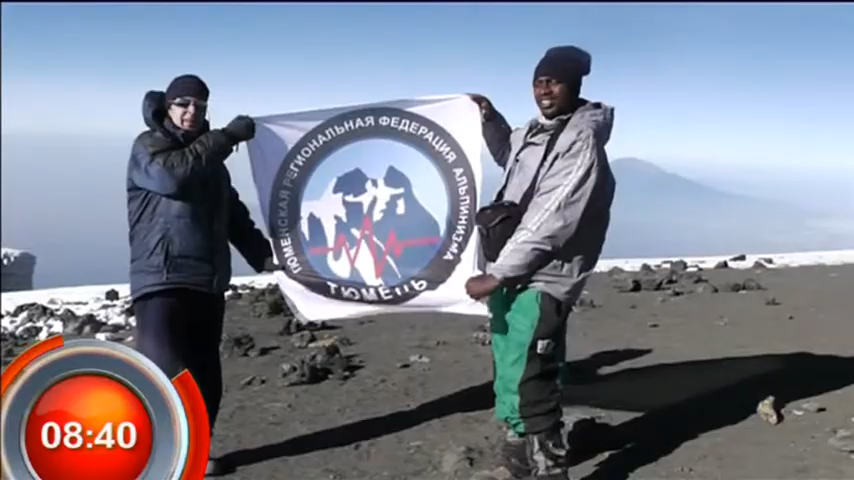 ТЮМЕНСКАЯ РЕГИОНАЛЬНАЯ ФЕДЕРАЦИЯ АЛЬПИНИЗМА
ТЮМЕНЬ
08:40